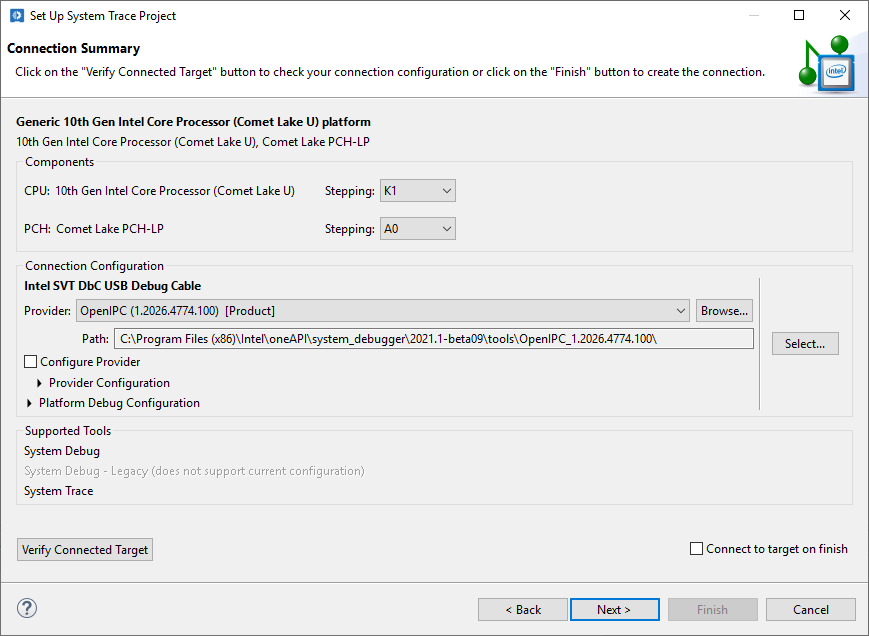 Set Up System Trace Project
Connection Summary
Click on the "Verify Connected Target" button to check your connection configuration or click on the "Finish" button to create the connection.
intel
Generic 10th Gen Intel Core Processor (Comet Lake U) platform
10th Gen Intel Core Processor (Comet Lake U), Comet Lake PCH-LP
Components
CPU: 10th Gen Intel Core Processor (Comet Lake U) Stepping: K1
PCH: Comet Lake PCH-LP Stepping: A0
Connection Configuration
Intel SVT DbC USB Debug Cable
Provider: OpenIPC (1.2026.4774.100) [Product] Browse...
Path: C:\Program Files (x86)\Intel\oneAPI\system_debugger\2021.1-beta09\tools\OpenIPC_1.2026.4774.100\
Select...
Configure Provider
Provider Configuration
Platform Debug Configuration
Supported Tools
System Debug
System Debug - Legacy (does not support current configuration)
System Trace
Verify Connected Target Connect to target on finish
? < Back Next > Finish Cancel